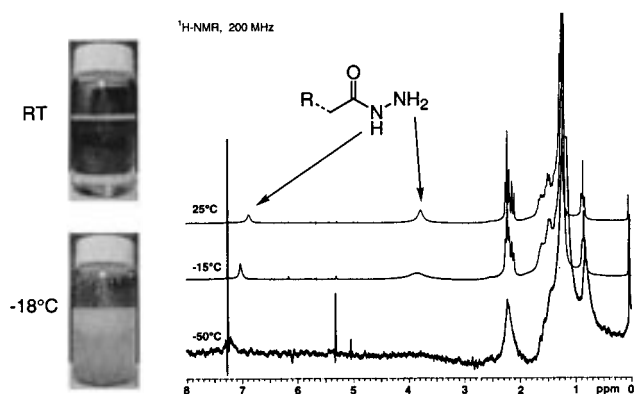 ¹H-NMR, 200 MHz
RT
-18°C
O
R
N
H
NH₂
25°C
-15°C
-50°C
8 7 6 5 4 3 2 1 ppm 0